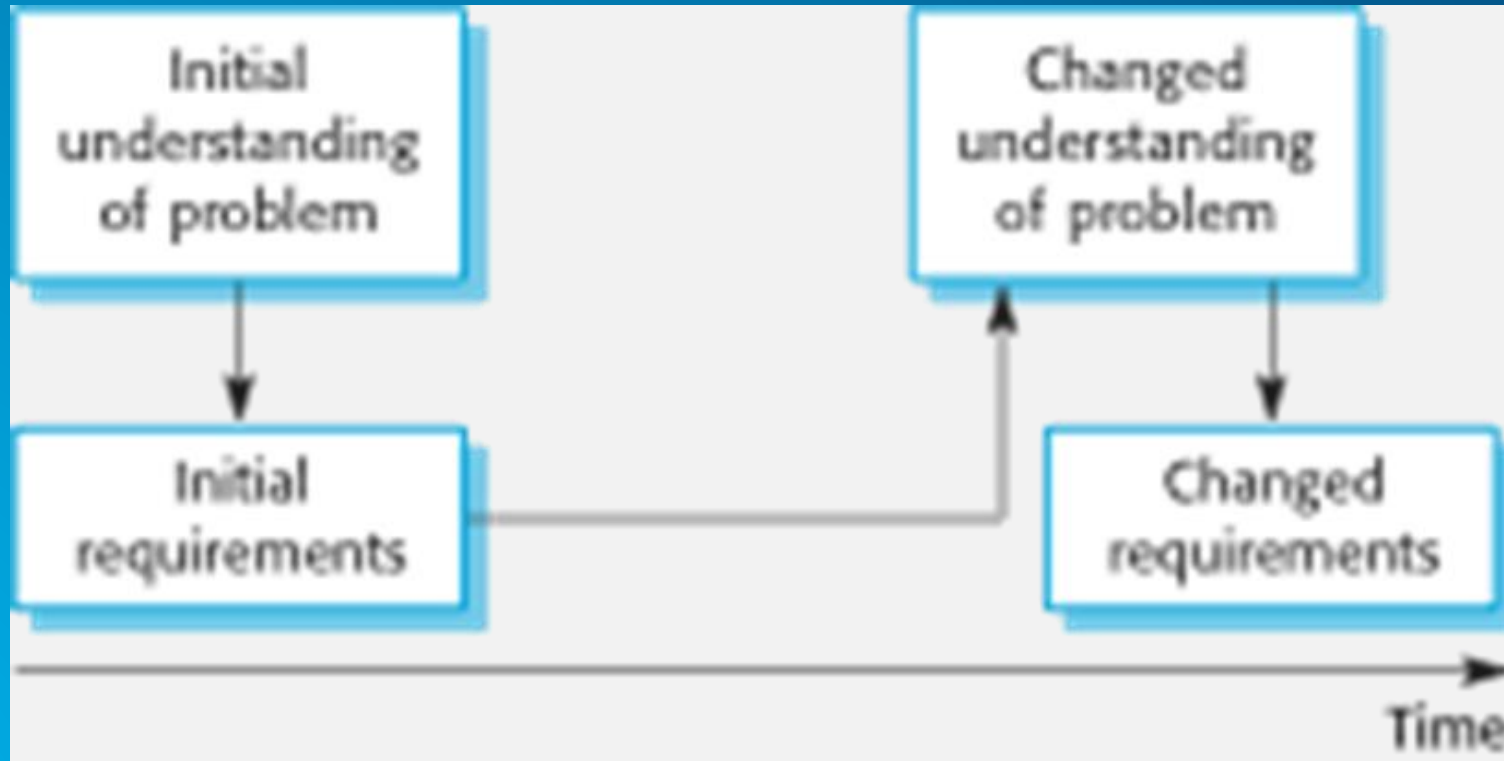 Initial
understanding
of problem
Changed
understanding
of problem
Initial
requirements
Changed
requirements
Time